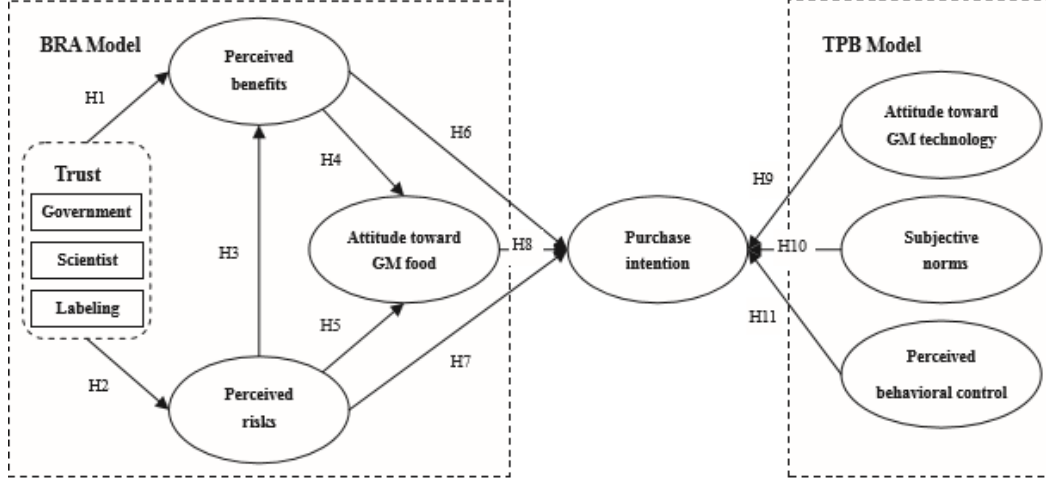 BRA Model
Perceived
benefits
H1
H6
H4
Trust
Government
Scientist
Labeling
H3
Attitude toward
GM food
H8
H5
H7
H2
Perceived
risks
Purchase
intention
TPB Model
Attitude toward
GM technology
H9
H10
Subjective
norms
H11
Perceived
behavioral control